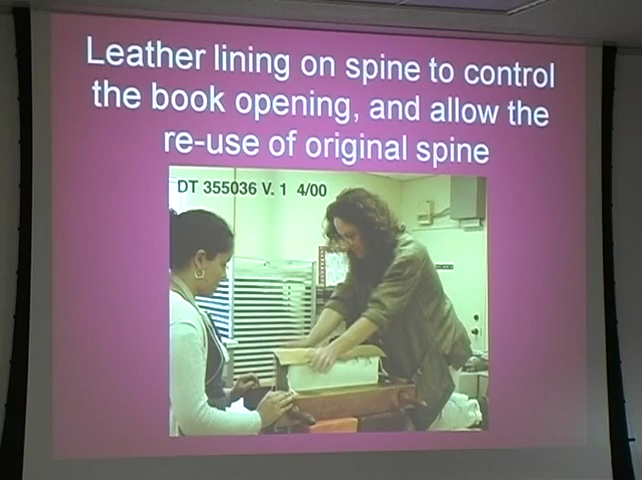 Leather lining on spine to control
the book opening, and allow the
re-use of original spine
DT 355036 V. 1 4/00